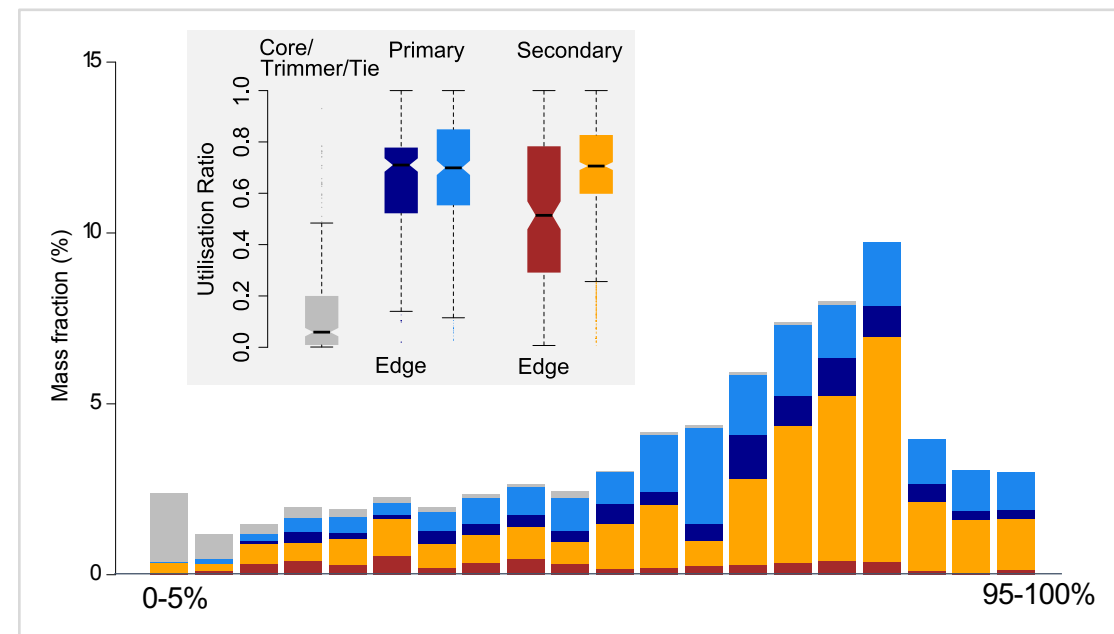 15
10
5
0
Mass fraction (%)
Core/
Trimmer/Tie
Primary
Secondary
1.0
0.8
0.6
0.4
0.2
0.0
Utilisation Ratio
Edge
Edge
0-5%
95-100%